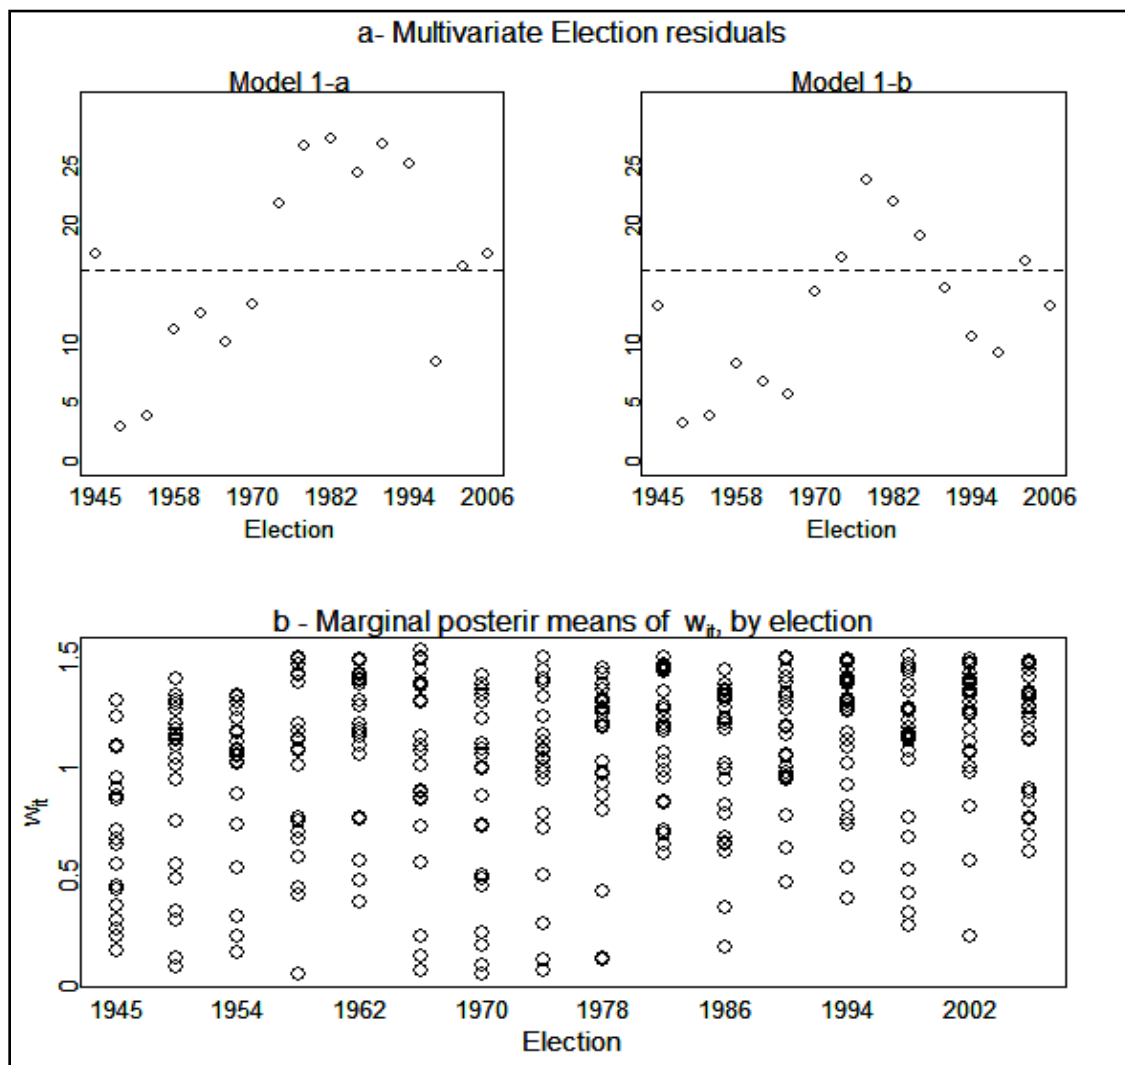 a- Multivariate Election residuals
Model 1-a
Model 1-b
25
20
10
5
0
1945 1958 1970 1982 1994 2006
Election
25
20
10
5
0
1945 1958 1970 1982 1994 2006
Election
b - Marginal posterir means of w_it, by election
w_it
1.5
1
0.5
0
1945 1954 1962 1970 1978 1986 1994 2002
Election